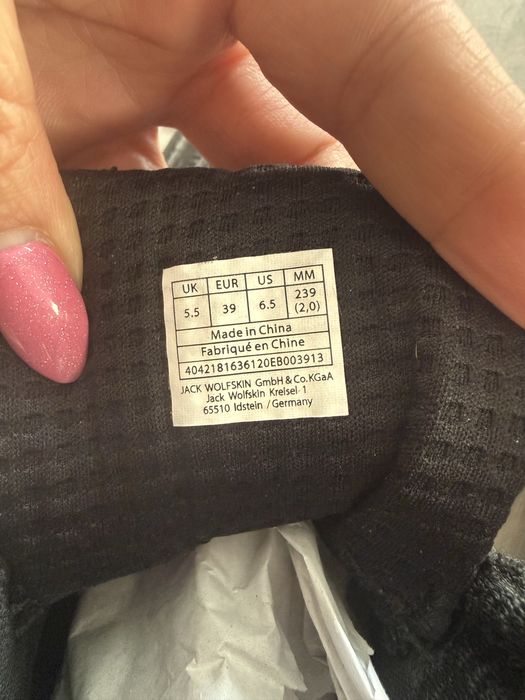 UK EUR US MM
5.5 39 6.5 239 (2,0)
Made in China
Fabriqué en Chine
4042181636120EB003913
JACK WOLFSKIN GmbH & Co.KGaA
Jack Wolfskin Kreisel 1
65510 Idstein / Germany